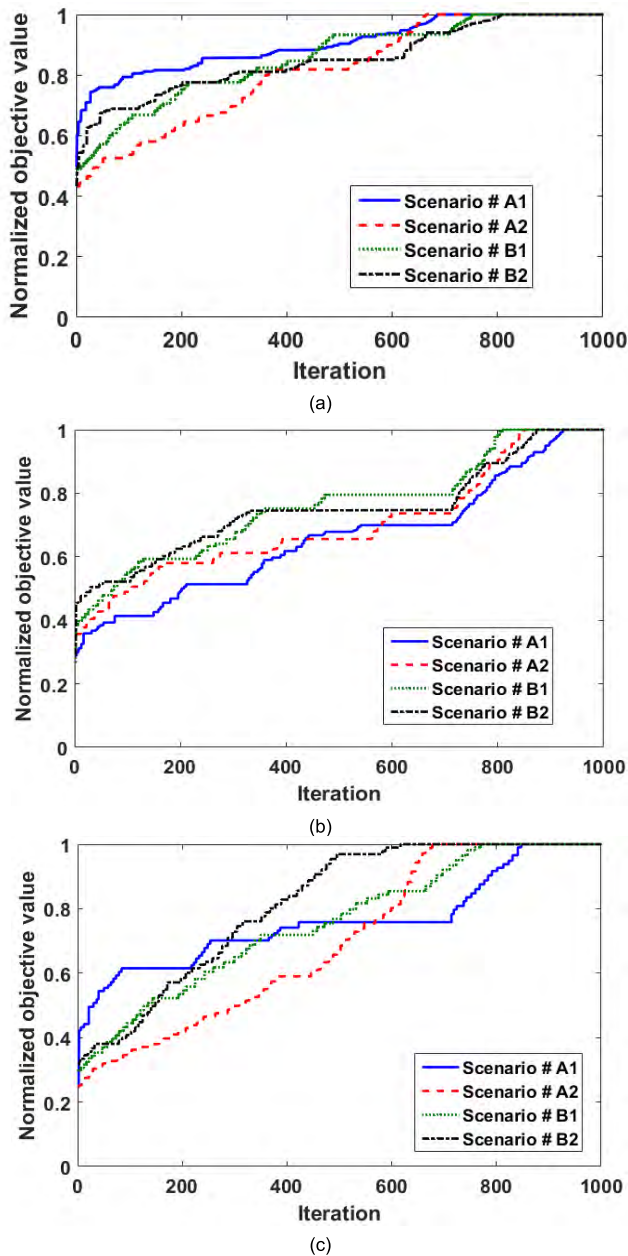 Normalized objective value
1
0.8
0.6
0.4
0.2
0
0 200 400 600 800 1000
Scenario # A1
Scenario # A2
Scenario # B1
Scenario # B2
Iteration
(a)
Normalized objective value
1
0.8
0.6
0.4
0.2
0
0 200 400 600 800 1000
Scenario # A1
Scenario # A2
Scenario # B1
Scenario # B2
Iteration
(b)
Normalized objective value
1
0.8
0.6
0.4
0.2
0
0 200 400 600 800 1000
Scenario # A1
Scenario # A2
Scenario # B1
Scenario # B2
Iteration
(c)